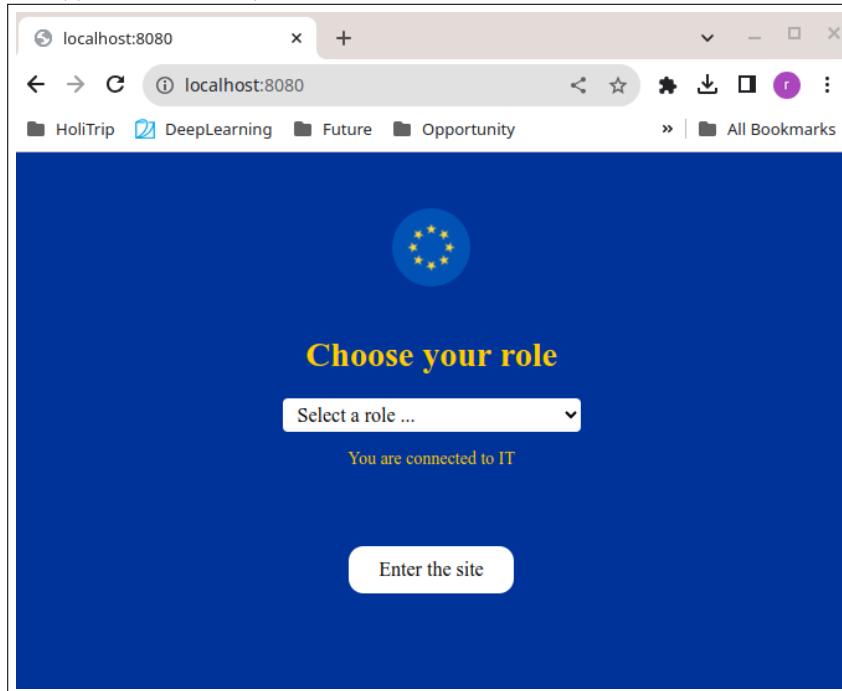 localhost:8080
localhost:8080
r
HoliTrip DeepLearning Future Opportunity » All Bookmarks
Choose your role
Select a role ...
You are connected to IT
Enter the site